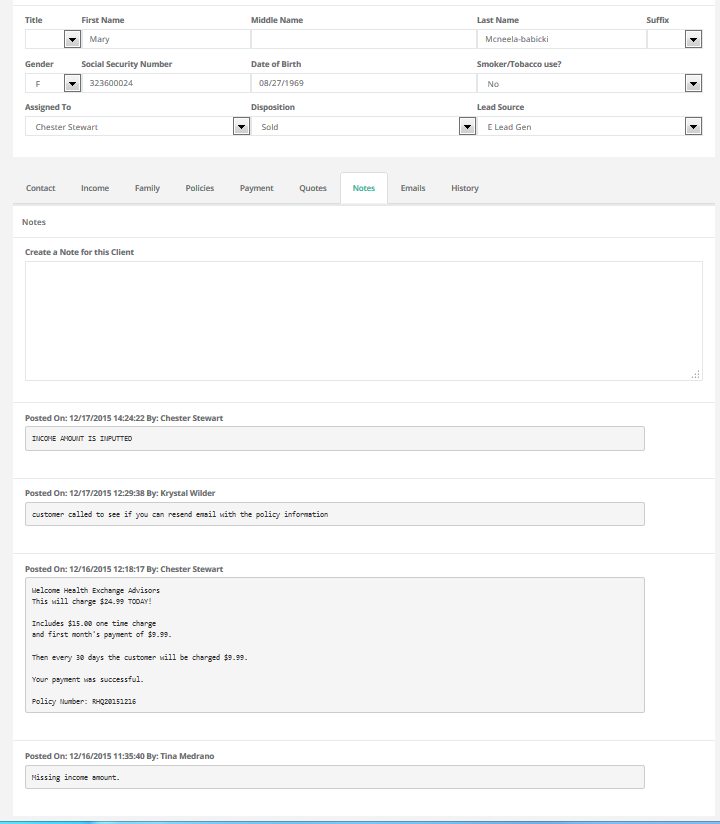 Title First Name Middle Name Last Name Suffix
Mary Mcneela-babicki
Gender Social Security Number Date of Birth Smoker/Tobacco use?
F 323600024 08/27/1969 No
Assigned To Disposition Lead Source
Chester Stewart Sold E Lead Gen
Contact Income Family Policies Payment Quotes Notes Emails History
Notes
Create a Note for this Client
Posted On: 12/17/2015 14:24:22 By: Chester Stewart
INCOME AMOUNT IS INPUTTED
Posted On: 12/17/2015 12:29:38 By: Krystal Wilder
customer called to see if you can resend email with the policy information
Posted On: 12/16/2015 12:18:17 By: Chester Stewart
Welcome Health Exchange Advisors
This will charge $24.99 TODAY!
Includes $15.00 one time charge
and first month's payment of $9.99.
Then every 30 days the customer will be charged $9.99.
Your payment was successful.
Policy Number: RHQ20151216
Posted On: 12/16/2015 11:35:40 By: Tina Medrano
Missing income amount.